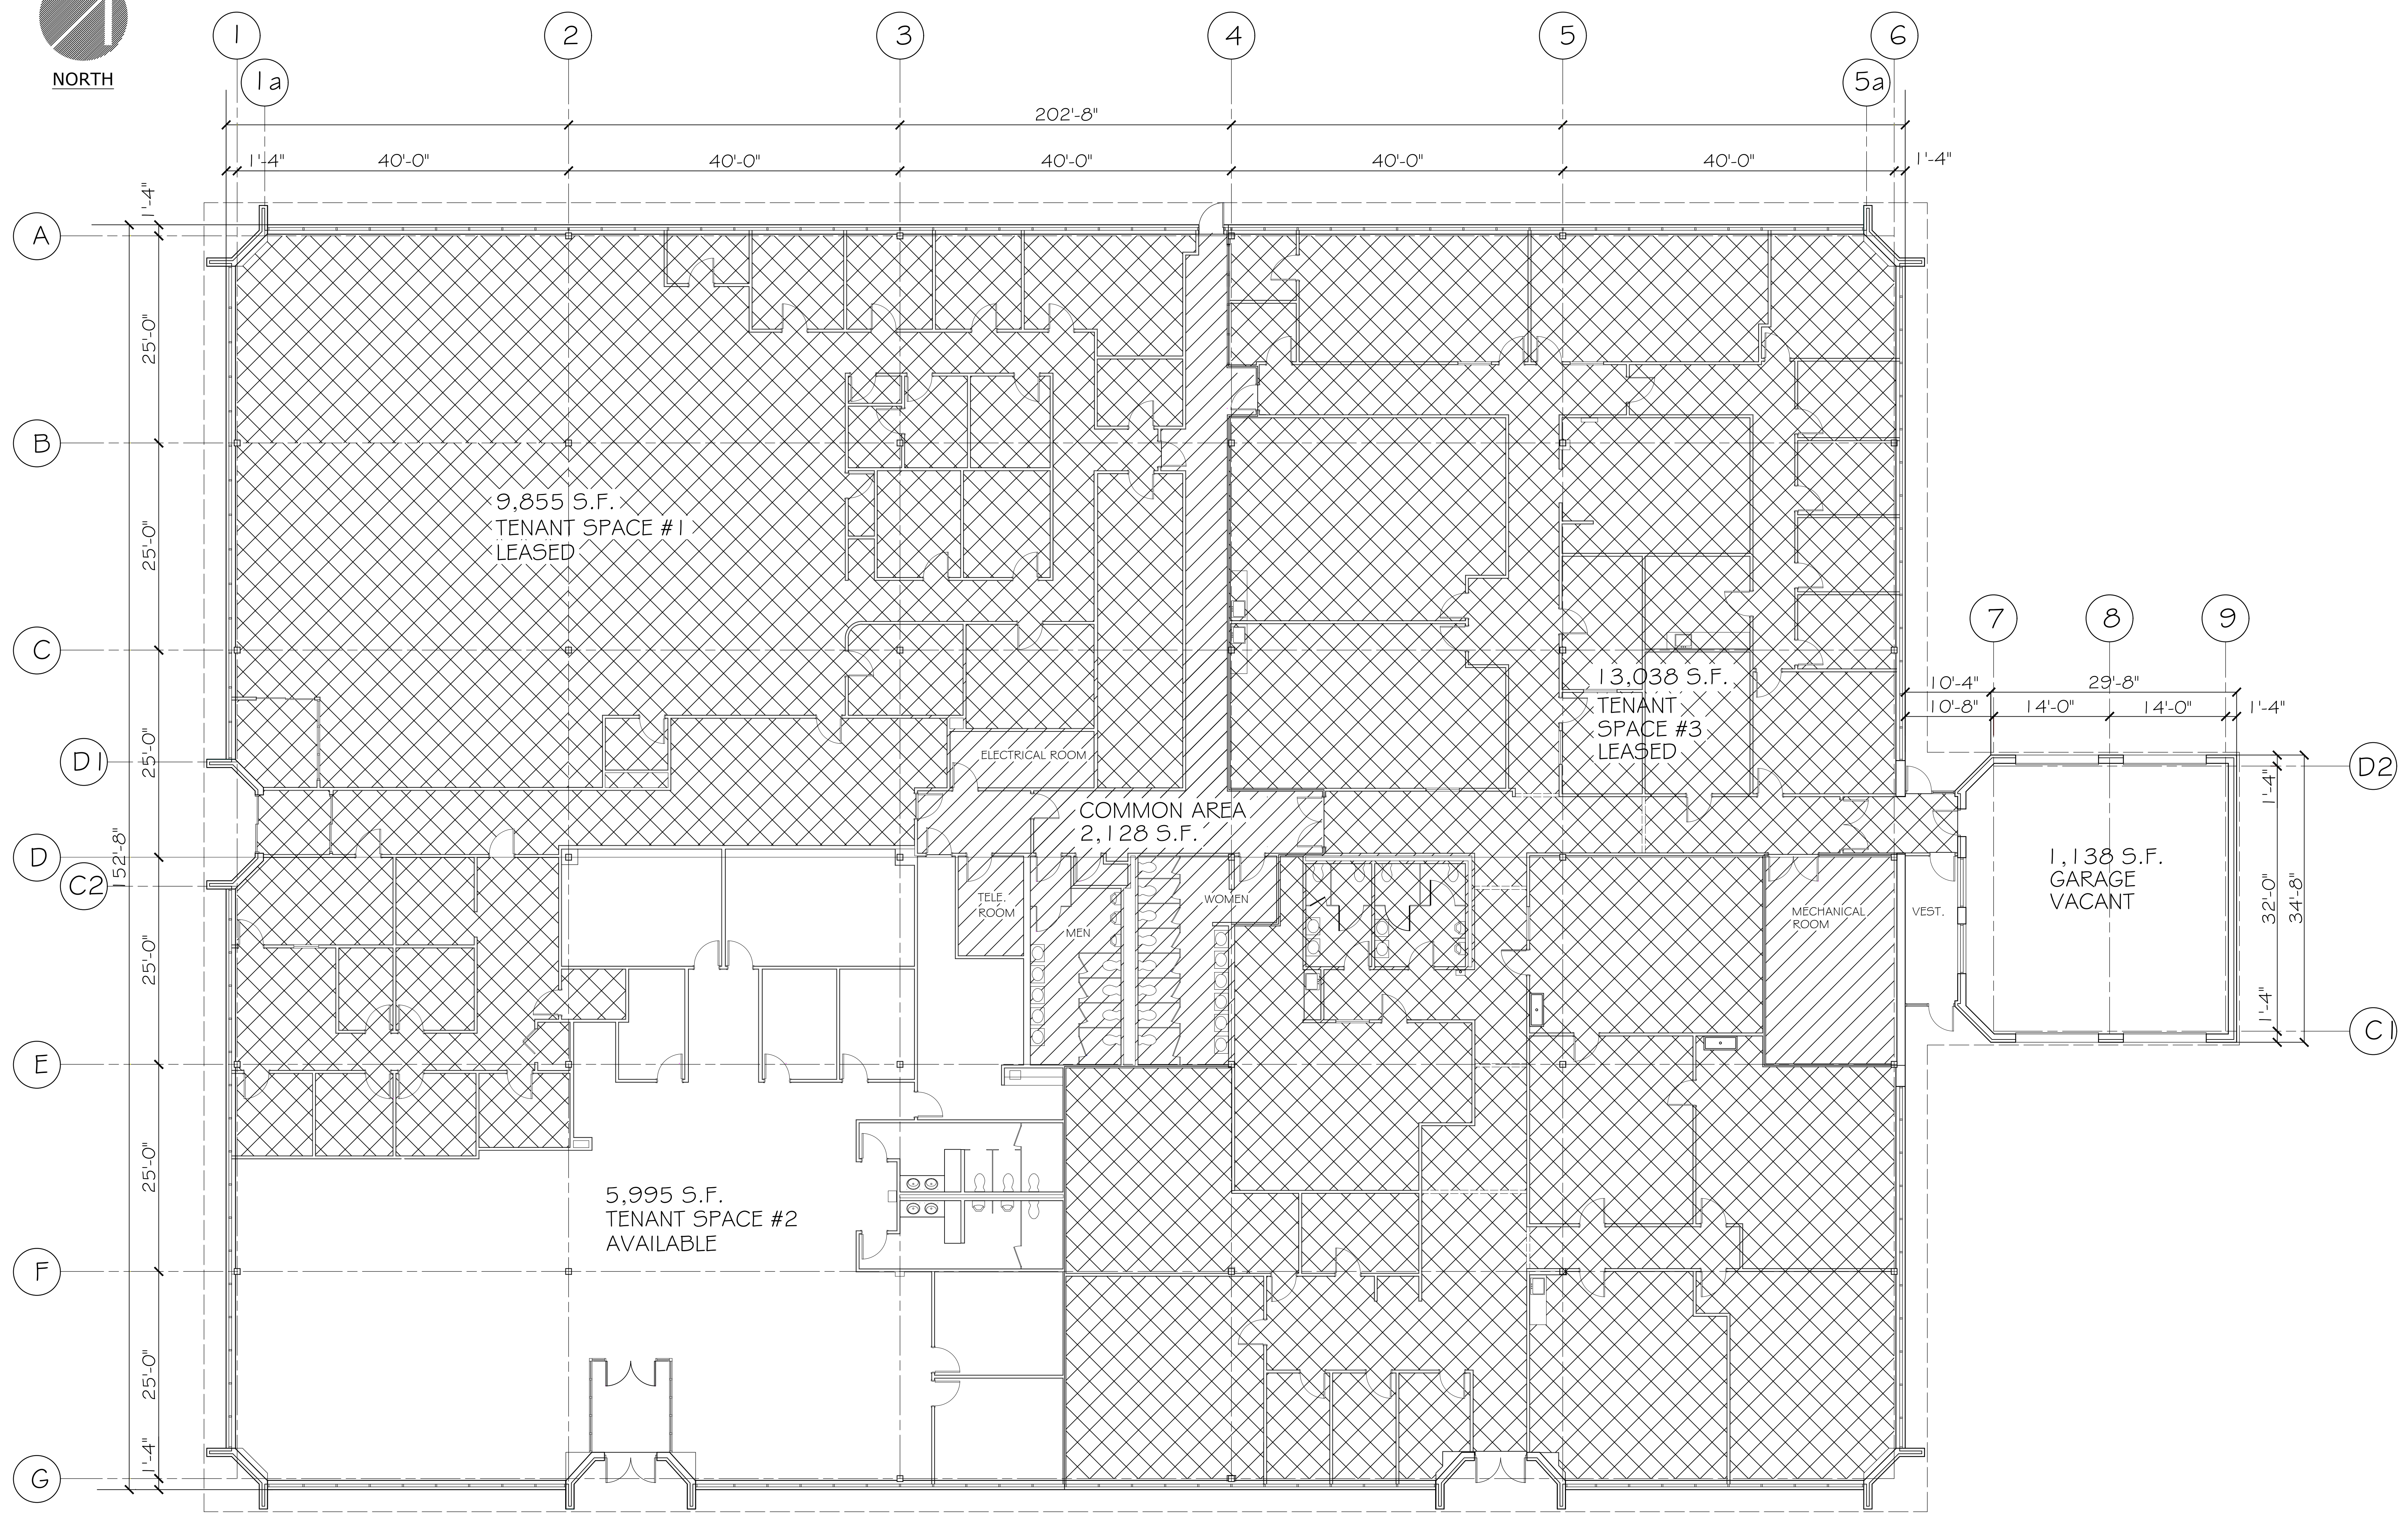 NORTH
1
2
3
4
5
6
1a
5a
202'-8"
1'-4"
40'-0"
40'-0"
40'-0"
40'-0"
40'-0"
1'-4"
1'-4"
A
25'-0"
B
9,855 S.F.
TENANT SPACE #1
LEASED
25'-0"
C
7
8
9
13,038 S.F.
TENANT
SPACE #3
LEASED
10'-4"
29'-8"
10'-8"
14'-0"
14'-0"
1'-4"
25'-0"
D1
ELECTRICAL ROOM
D2
1'-4"
COMMON AREA
2,128 S.F.
152'-8"
D
C2
1,138 S.F.
GARAGE
VACANT
32'-0"
34'-8"
TELE.
ROOM
MEN
WOMEN
MECHANICAL
ROOM
VEST.
25'-0"
1'-4"
C1
E
25'-0"
5,995 S.F.
TENANT SPACE #2
AVAILABLE
F
25'-0"
1'-4"
G